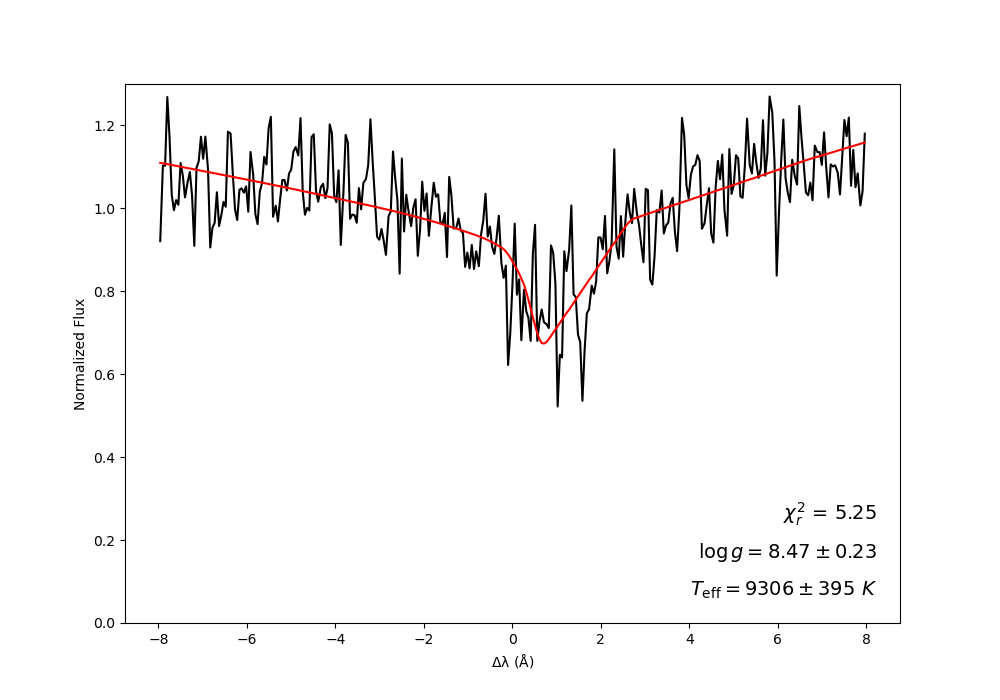 1.2
1.0
0.8
0.6
0.4
0.2
0.0
Normalized Flux
χ²ᵣ = 5.25
log g = 8.47 ± 0.23
T_eff = 9306 ± 395 K
−8 −6 −4 −2 0 2 4 6 8
Δλ (Å)